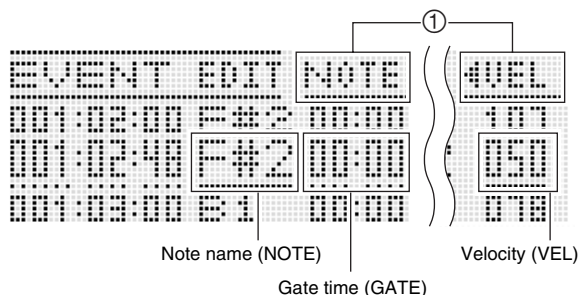 ①
EVENT EDIT NOTE ◀VEL
001:02:00 F#2 00:00 107
001:02:48 F#2 00:00 050
001:03:00 B1 00:00 078
Note name (NOTE) Velocity (VEL)
Gate time (GATE)